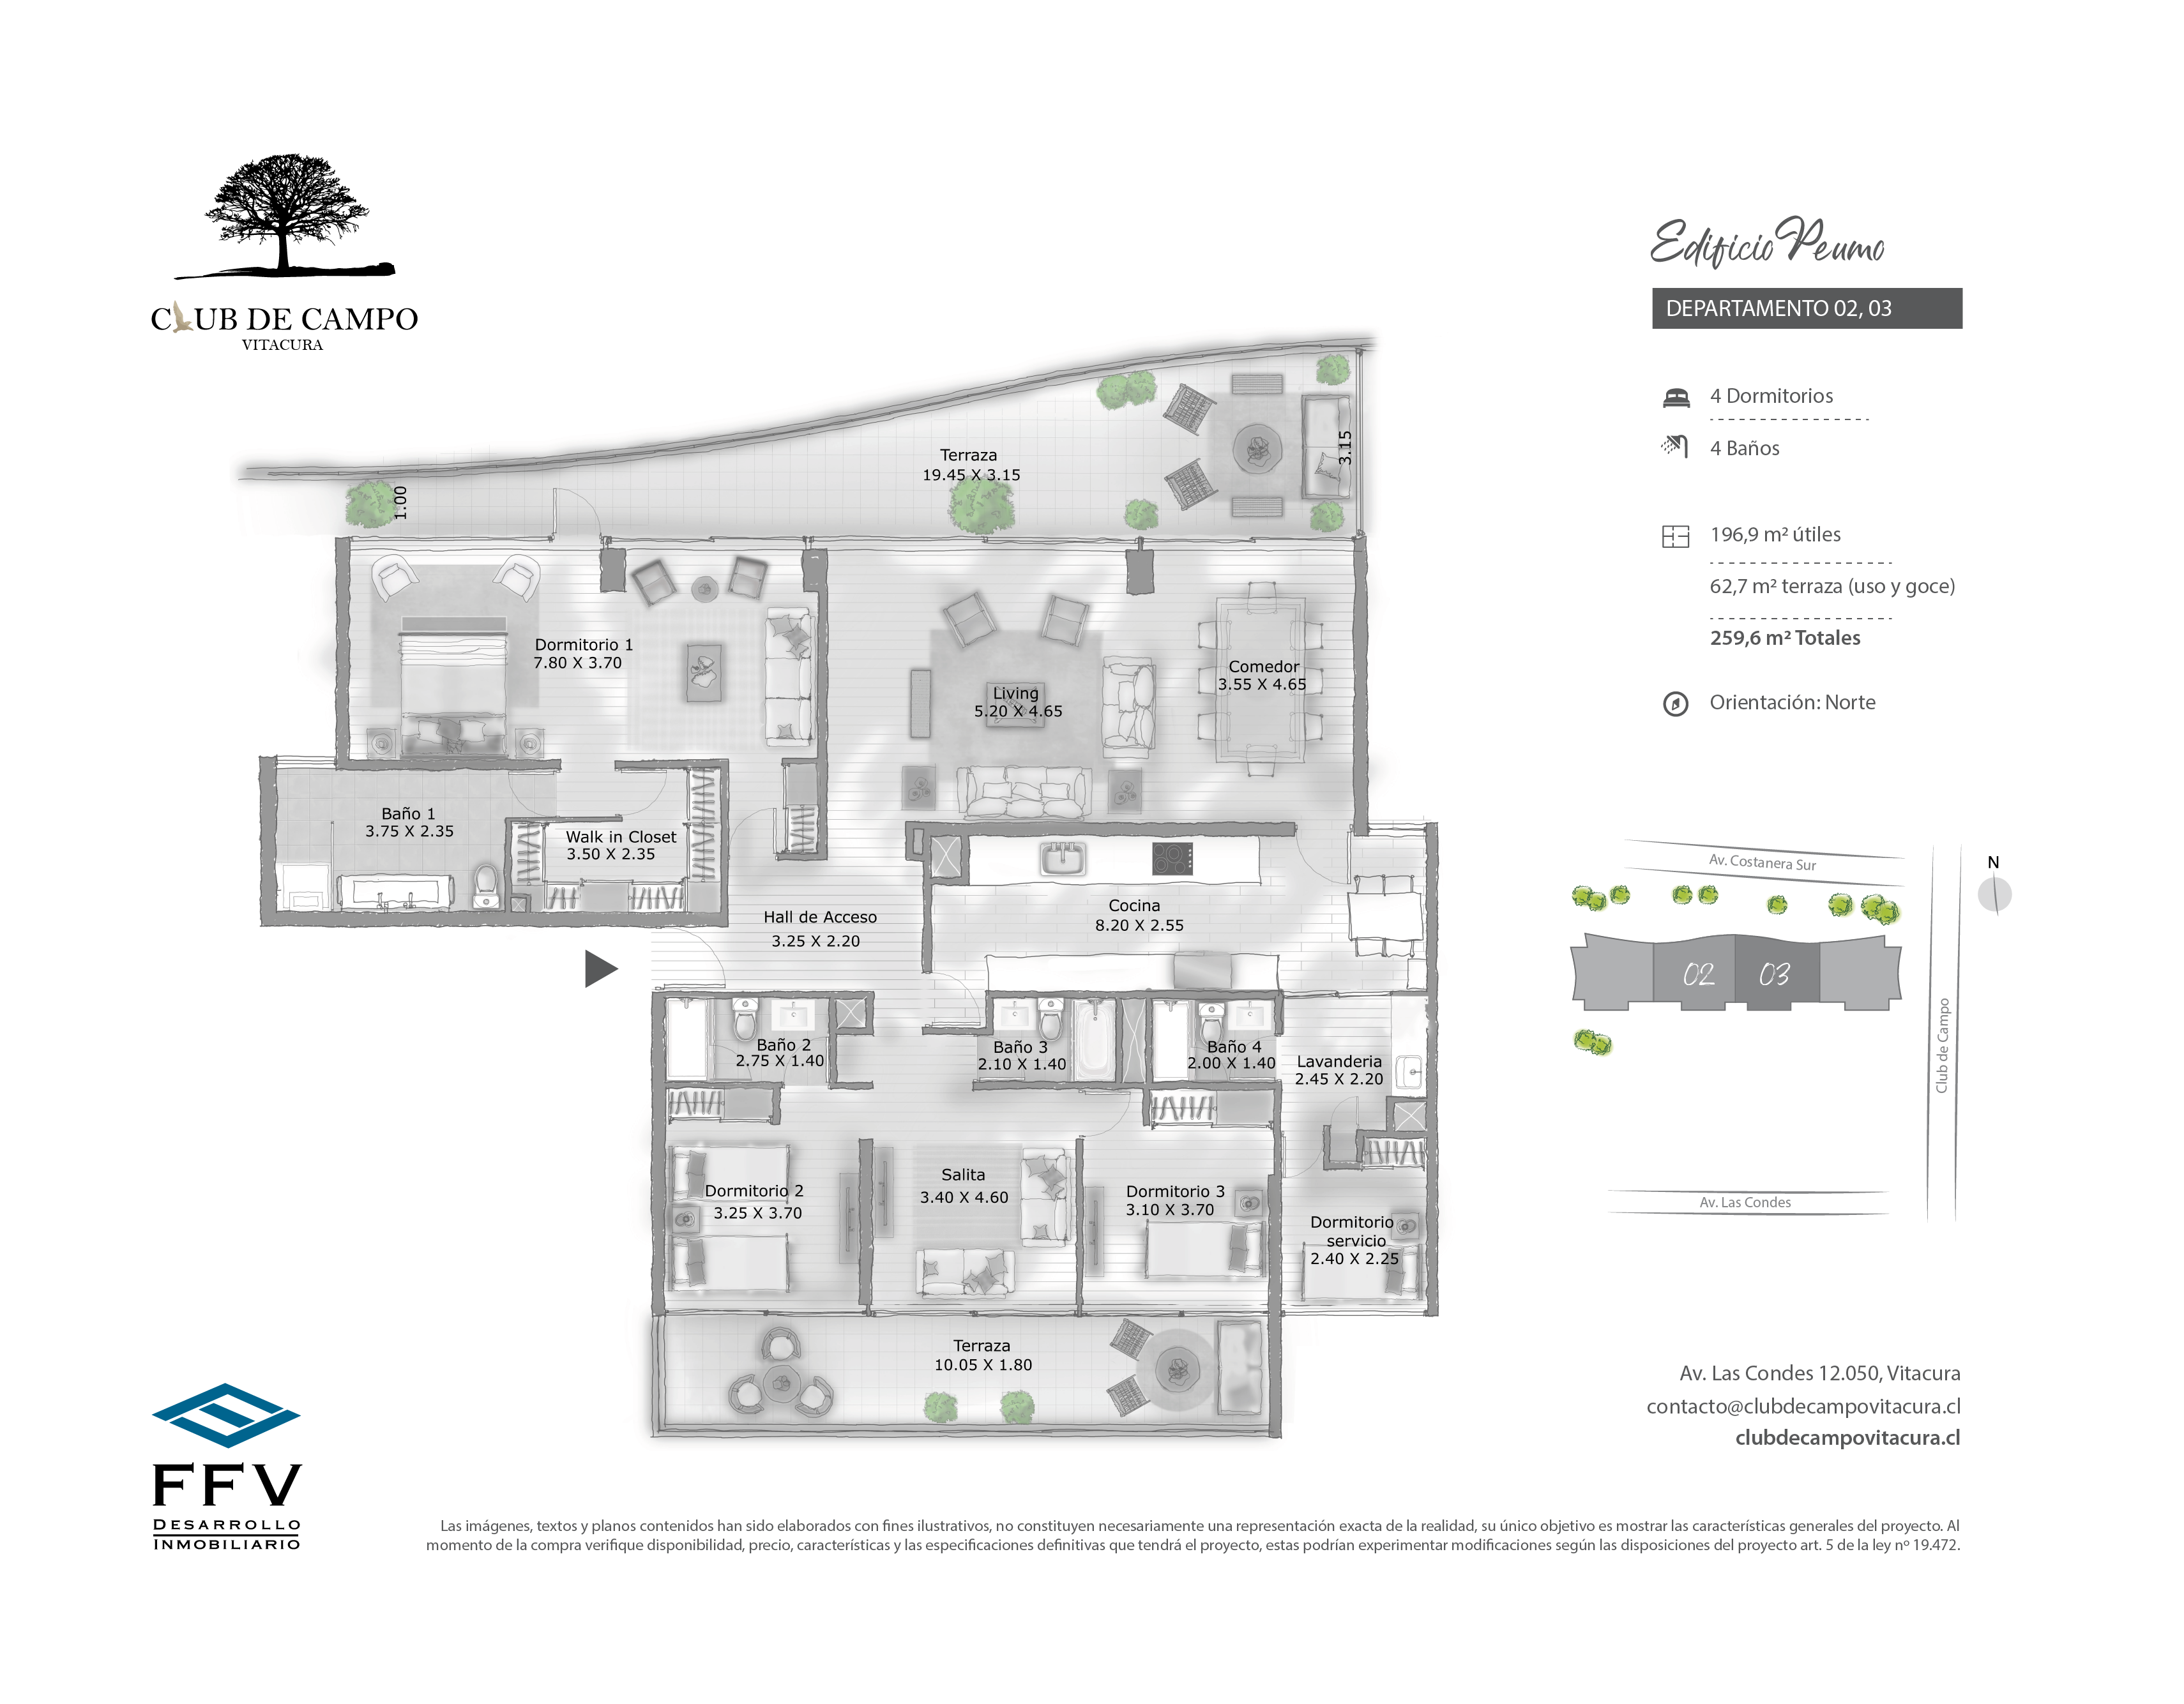 CLUB DE CAMPO
VITACURA
Edificio Peumo
DEPARTAMENTO 02, 03
4 Dormitorios
4 Baños
196,9 m² útiles
62,7 m² terraza (uso y goce)
259,6 m² Totales
Orientación: Norte
Terraza
19.45 X 3.15
3.15
1.00
Dormitorio 1
7.80 X 3.70
Living
5.20 X 4.65
Comedor
3.55 X 4.65
Baño 1
3.75 X 2.35
Walk in Closet
3.50 X 2.35
Hall de Acceso
3.25 X 2.20
Cocina
8.20 X 2.55
Baño 2
2.75 X 1.40
Baño 3
2.10 X 1.40
Baño 4
2.00 X 1.40
Lavanderia
2.45 X 2.20
Dormitorio 2
3.25 X 3.70
Salita
3.40 X 4.60
Dormitorio 3
3.10 X 3.70
Dormitorio
servicio
2.40 X 2.25
Terraza
10.05 X 1.80
Av. Costanera Sur
N
02
03
Club de Campo
Av. Las Condes
Av. Las Condes 12.050, Vitacura
contacto@clubdecampovitacura.cl
clubdecampovitacura.cl
FFV
DESARROLLO
INMOBILIARIO
Las imágenes, textos y planos contenidos han sido elaborados con fines ilustrativos, no constituyen necesariamente una representación exacta de la realidad, su único objetivo es mostrar las características generales del proyecto. Al
momento de la compra verifique disponibilidad, precio, características y las especificaciones definitivas que tendrá el proyecto, estas podrían experimentar modificaciones según las disposiciones del proyecto art. 5 de la ley nº 19.472.